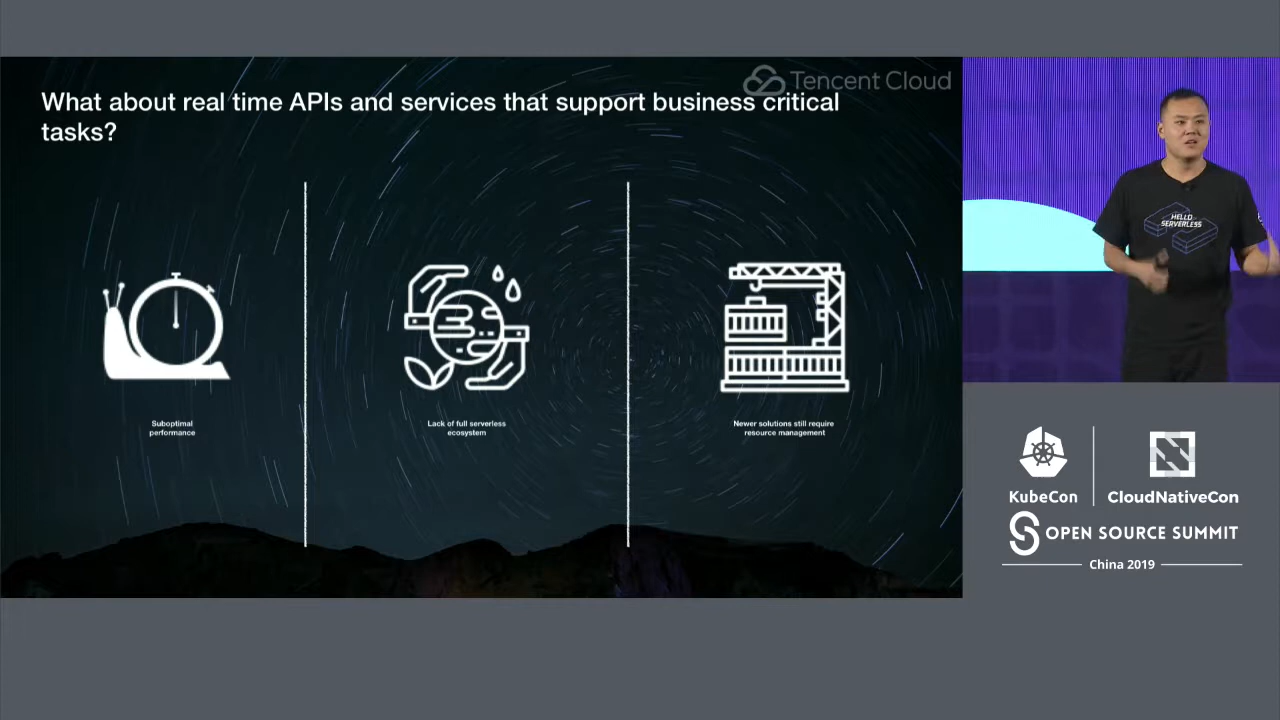 Tencent Cloud
What about real time APIs and services that support business critical
tasks?
Suboptimal
performance
Lack of full serverless
ecosystem
Newer solutions still require
resource management
HELLO
SERVERLESS
KubeCon
CloudNativeCon
OPEN SOURCE SUMMIT
China 2019